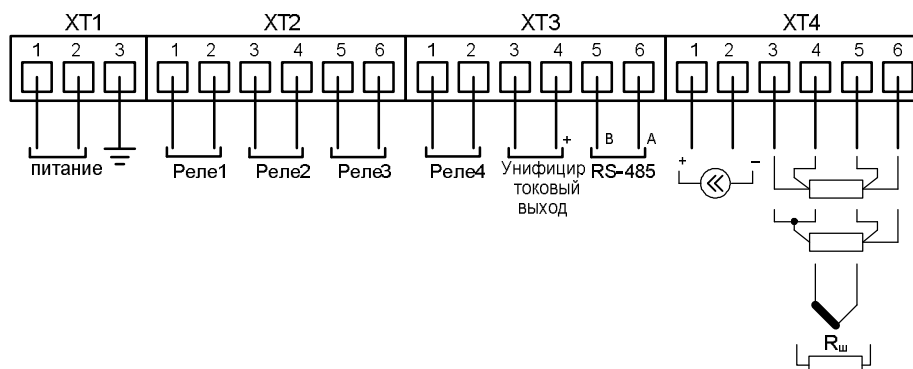 XT1 XT2 XT3 XT4
1 2 3 1 2 3 4 5 6 1 2 3 4 5 6 1 2 3 4 5 6
+ B A + −
питание Реле1 Реле2 Реле3 Реле4 Унифицир RS-485
токовый
выход
Rш